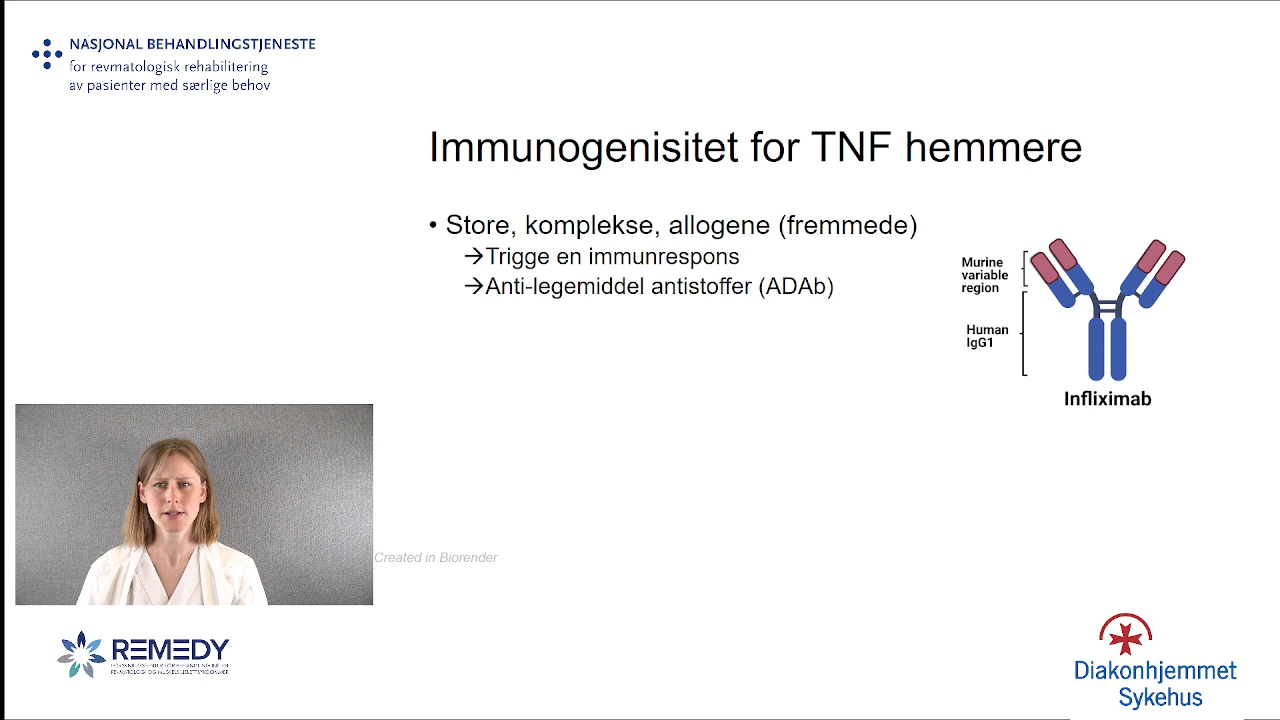 NASJONAL BEHANDLINGSTJENESTE
for revmatologisk rehabilitering
av pasienter med særlige behov
Immunogenisitet for TNF hemmere
• Store, komplekse, allogene (fremmede)
→Trigge en immunrespons
→Anti-legemiddel antistoffer (ADAb)
Murine
variable
region
Human
IgG1
Infliximab
Created in Biorender
REMEDY
Diakonhjemmet
Sykehus